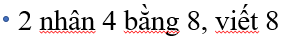 • 2 nhân 4 bằng 8, viết 8